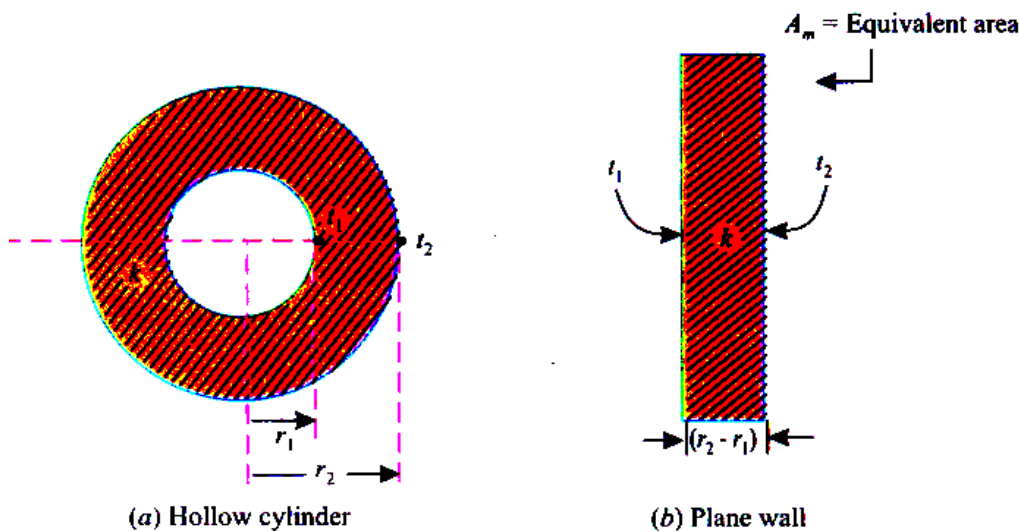 A_m = Equivalent area
t_1
t_2
k
r_1
r_2
(a) Hollow cylinder
t_1
t_2
k
(r_2 - r_1)
(b) Plane wall